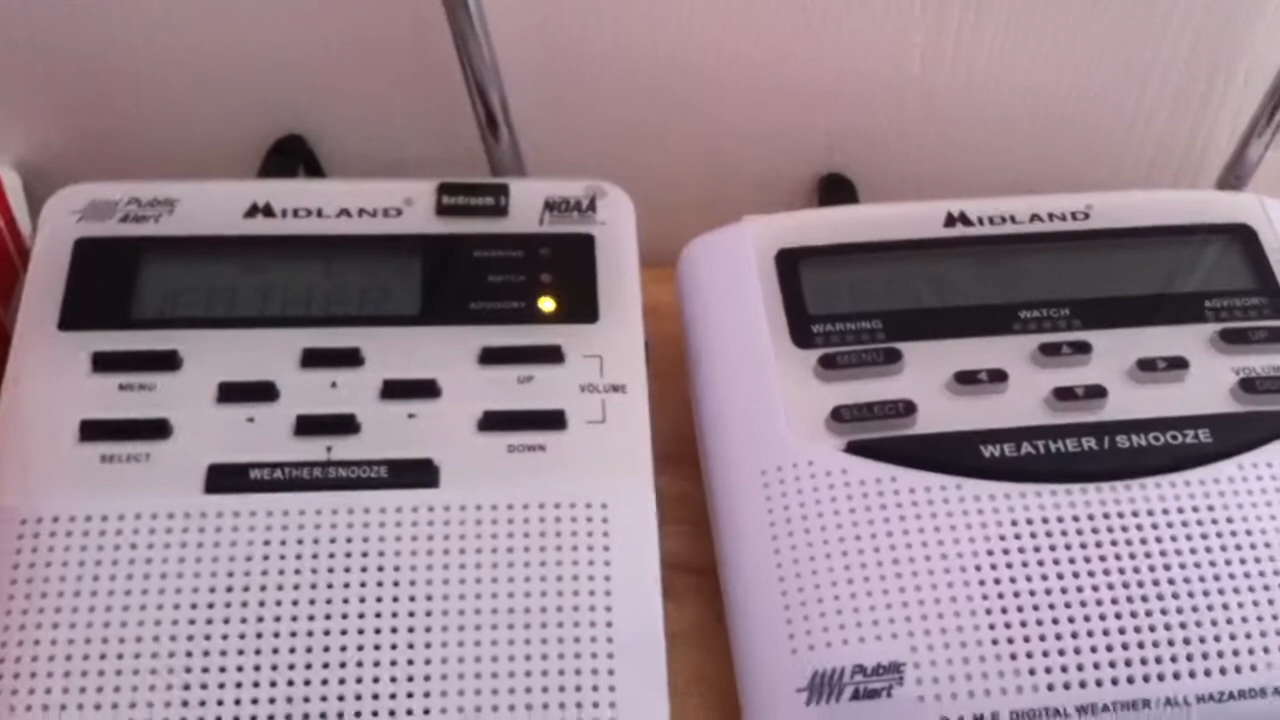 Public
Alert
MIDLAND®
Bedroom 1
NOAA
WARNING
WATCH
ADVISORY
MENU
UP
VOLUME
SELECT
DOWN
WEATHER/SNOOZE
MIDLAND®
WARNING
WATCH
ADVISORY
MENU
UP
SELECT
WEATHER / SNOOZE
Public
Alert
DIGITAL WEATHER / ALL HAZARDS